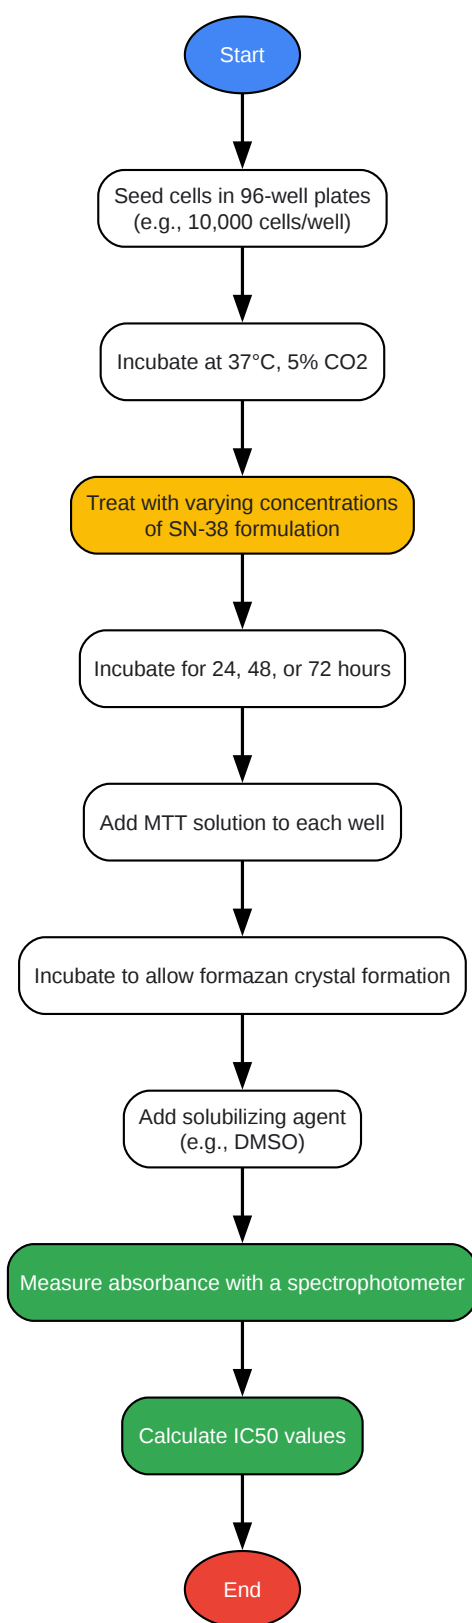 Start
Seed cells in 96-well plates
(e.g., 10,000 cells/well)
Incubate at 37°C, 5% CO2
Treat with varying concentrations
of SN-38 formulation
Incubate for 24, 48, or 72 hours
Add MTT solution to each well
Incubate to allow formazan crystal formation
Add solubilizing agent
(e.g., DMSO)
Measure absorbance with a spectrophotometer
Calculate IC50 values
End